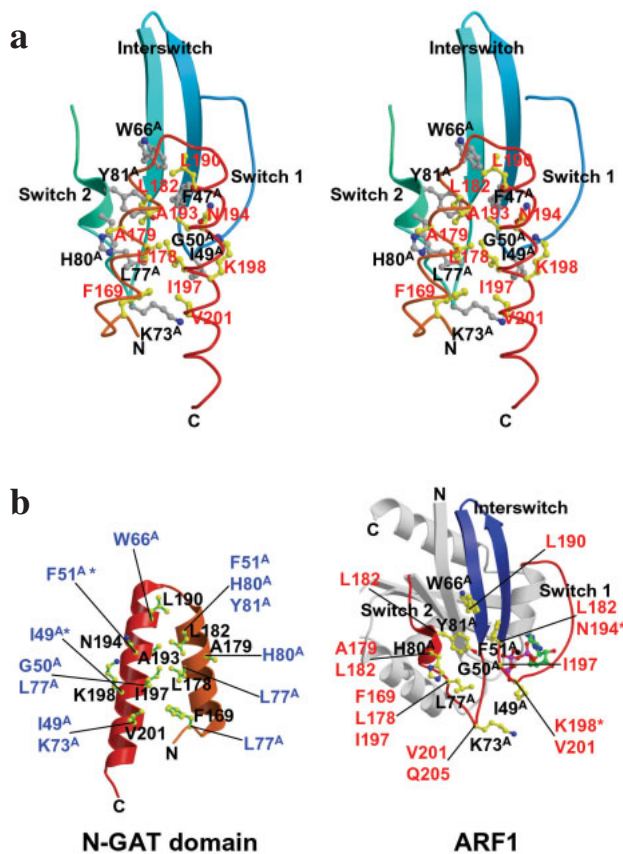 a
Interswitch
W66ᴬ
L190
Y81ᴬ
L182
Switch 1
Switch 2
F47ᴬ
A193
N194
A179
G50ᴬ
H80ᴬ
L178
I49ᴬ
L77ᴬ
K198
F169
I197
V201
K73ᴬ
N
C
Interswitch
W66ᴬ
L190
Y81ᴬ
L182
Switch 1
Switch 2
F47ᴬ
A193
N194
A179
G50ᴬ
H80ᴬ
L178
I49ᴬ
L77ᴬ
K198
F169
I197
V201
K73ᴬ
N
C
b
W66ᴬ
F51ᴬ*
F51ᴬ
H80ᴬ
Y81ᴬ
L190
I49ᴬ*
N194
L182
A179
A193
H80ᴬ
G50ᴬ
L77ᴬ
L178
K198
I197
L77ᴬ
I49ᴬ
K73ᴬ
F169
V201
N
L77ᴬ
C
N-GAT domain
N
C
Interswitch
L190
L182
W66ᴬ
Switch 1
Switch 2
L182
N194*
Y81ᴬ
A179
L182
H80ᴬ
F51ᴬ
G50ᴬ
I197
F169
L178
I197
L77ᴬ
I49ᴬ
K198*
V201
V201
Q205
K73ᴬ
ARF1